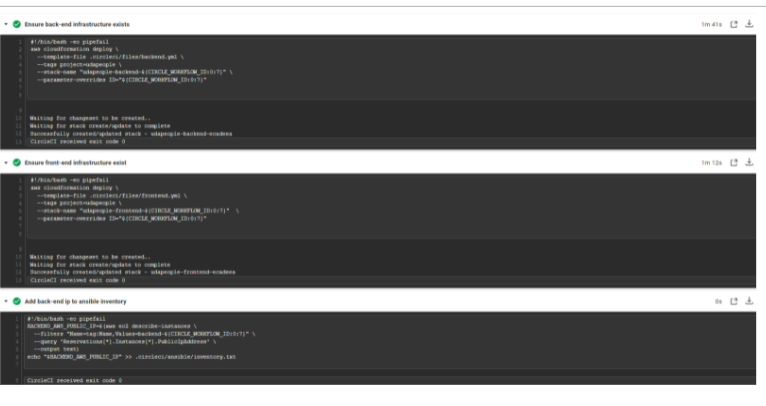 Ensure back-end infrastructure exists 1m 41s
1 #!/bin/bash -eo pipefail
2 aws cloudformation deploy \
3 --template-file .circleci/files/backend.yml \
4 --tags project=udapeople \
5 --stack-name "udapeople-backend-${CIRCLE_WORKFLOW_ID:0:7}" \
6 --parameter-overrides ID="${CIRCLE_WORKFLOW_ID:0:7}"
7
8
9
10 Waiting for changeset to be created..
11 Waiting for stack create/update to complete
12 Successfully created/updated stack - udapeople-backend-
13 CircleCI received exit code 0
Ensure front-end infrastructure exist 1m 12s
1 #!/bin/bash -eo pipefail
2 aws cloudformation deploy \
3 --template-file .circleci/files/frontend.yml \
4 --tags project=udapeople \
5 --stack-name "udapeople-frontend-${CIRCLE_WORKFLOW_ID:0:7}" \
6 --parameter-overrides ID="${CIRCLE_WORKFLOW_ID:0:7}"
7
8
9
10 Waiting for changeset to be created..
11 Waiting for stack create/update to complete
12 Successfully created/updated stack - udapeople-frontend-
13 CircleCI received exit code 0
Add back-end ip to ansible inventory 0s
1 #!/bin/bash -eo pipefail
2 BACKEND_AWS_PUBLIC_IP=$(aws ec2 describe-instances \
3 --filters "Name=tag:Name,Values=backend-${CIRCLE_WORKFLOW_ID:0:7}" \
4 --query 'Reservations[*].Instances[*].PublicIpAddress' \
5 --output text)
6 echo "$BACKEND_AWS_PUBLIC_IP" >> .circleci/ansible/inventory.txt
7
CircleCI received exit code 0